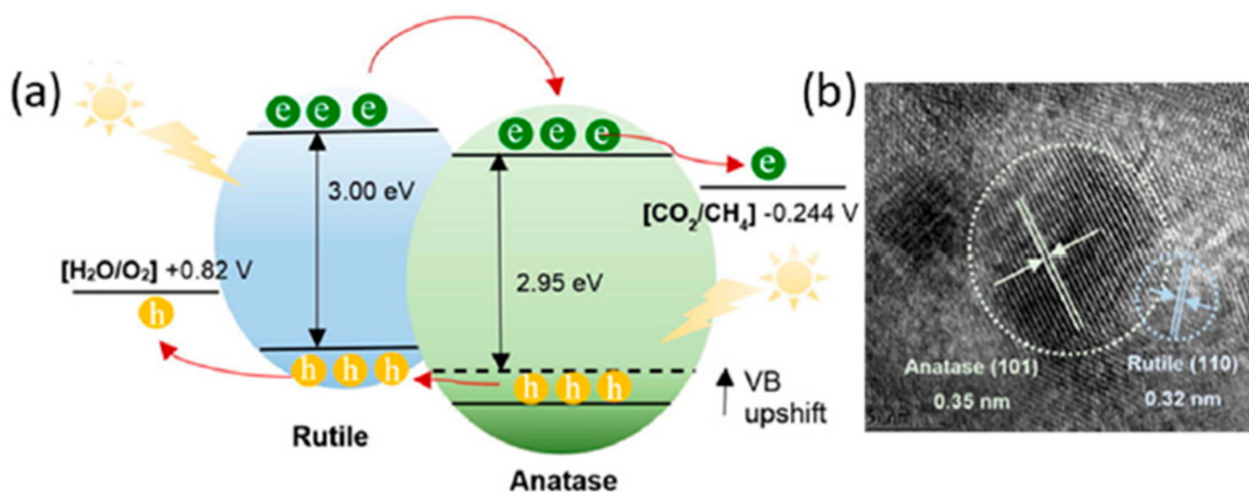 (a)
e e e
e e e
e
3.00 eV
[CO₂/CH₄] -0.244 V
[H₂O/O₂] +0.82 V
2.95 eV
h
h h h
h h h
VB
upshift
Rutile
Anatase
(b)
Anatase (101)
0.35 nm
Rutile (110)
0.32 nm